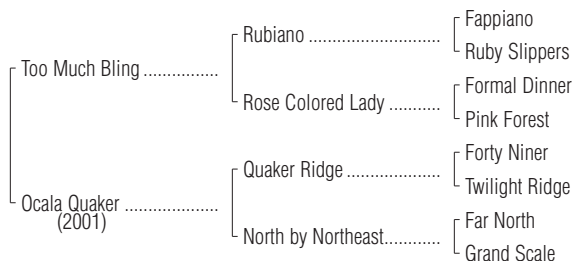 Fappiano
Rubiano ........................................
Ruby Slippers
Too Much Bling ................
Formal Dinner
Rose Colored Lady ...........
Pink Forest
Forty Niner
Quaker Ridge ....................
Twilight Ridge
Ocala Quaker ....................
(2001)
Far North
North by Northeast............
Grand Scale